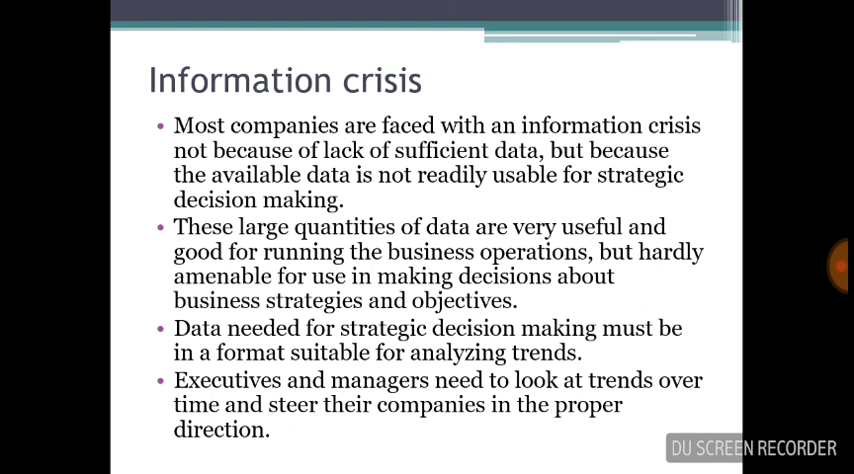 Information crisis
• Most companies are faced with an information crisis
not because of lack of sufficient data, but because
the available data is not readily usable for strategic
decision making.
• These large quantities of data are very useful and
good for running the business operations, but hardly
amenable for use in making decisions about
business strategies and objectives.
• Data needed for strategic decision making must be
in a format suitable for analyzing trends.
• Executives and managers need to look at trends over
time and steer their companies in the proper
direction.
DU SCREEN RECORDER